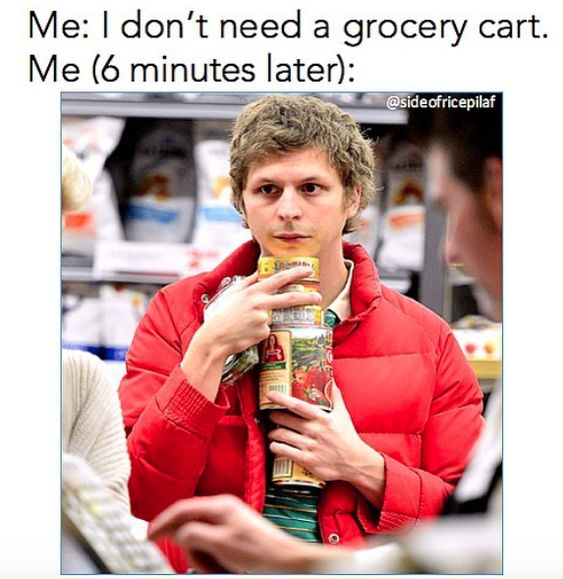 Me: I don't need a grocery cart.
Me (6 minutes later):
@sideofricepilaf